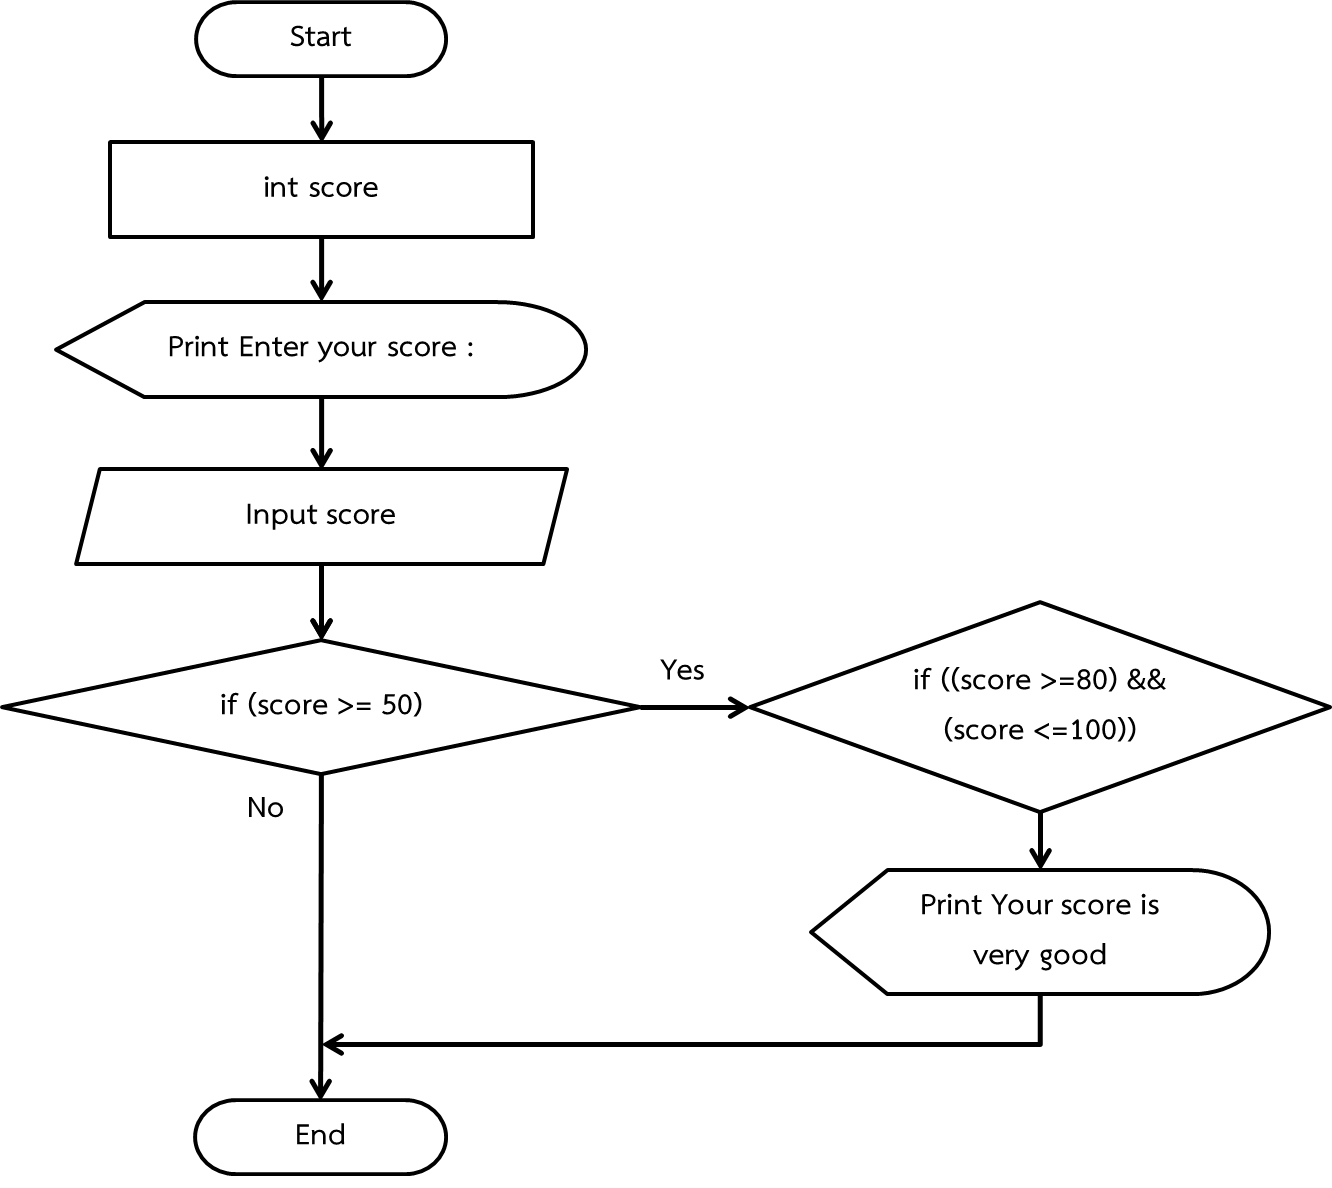 Start
int score
Print Enter your score :
Input score
if (score >= 50)
Yes
No
if ((score >=80) &&
(score <=100))
Print Your score is
very good
End